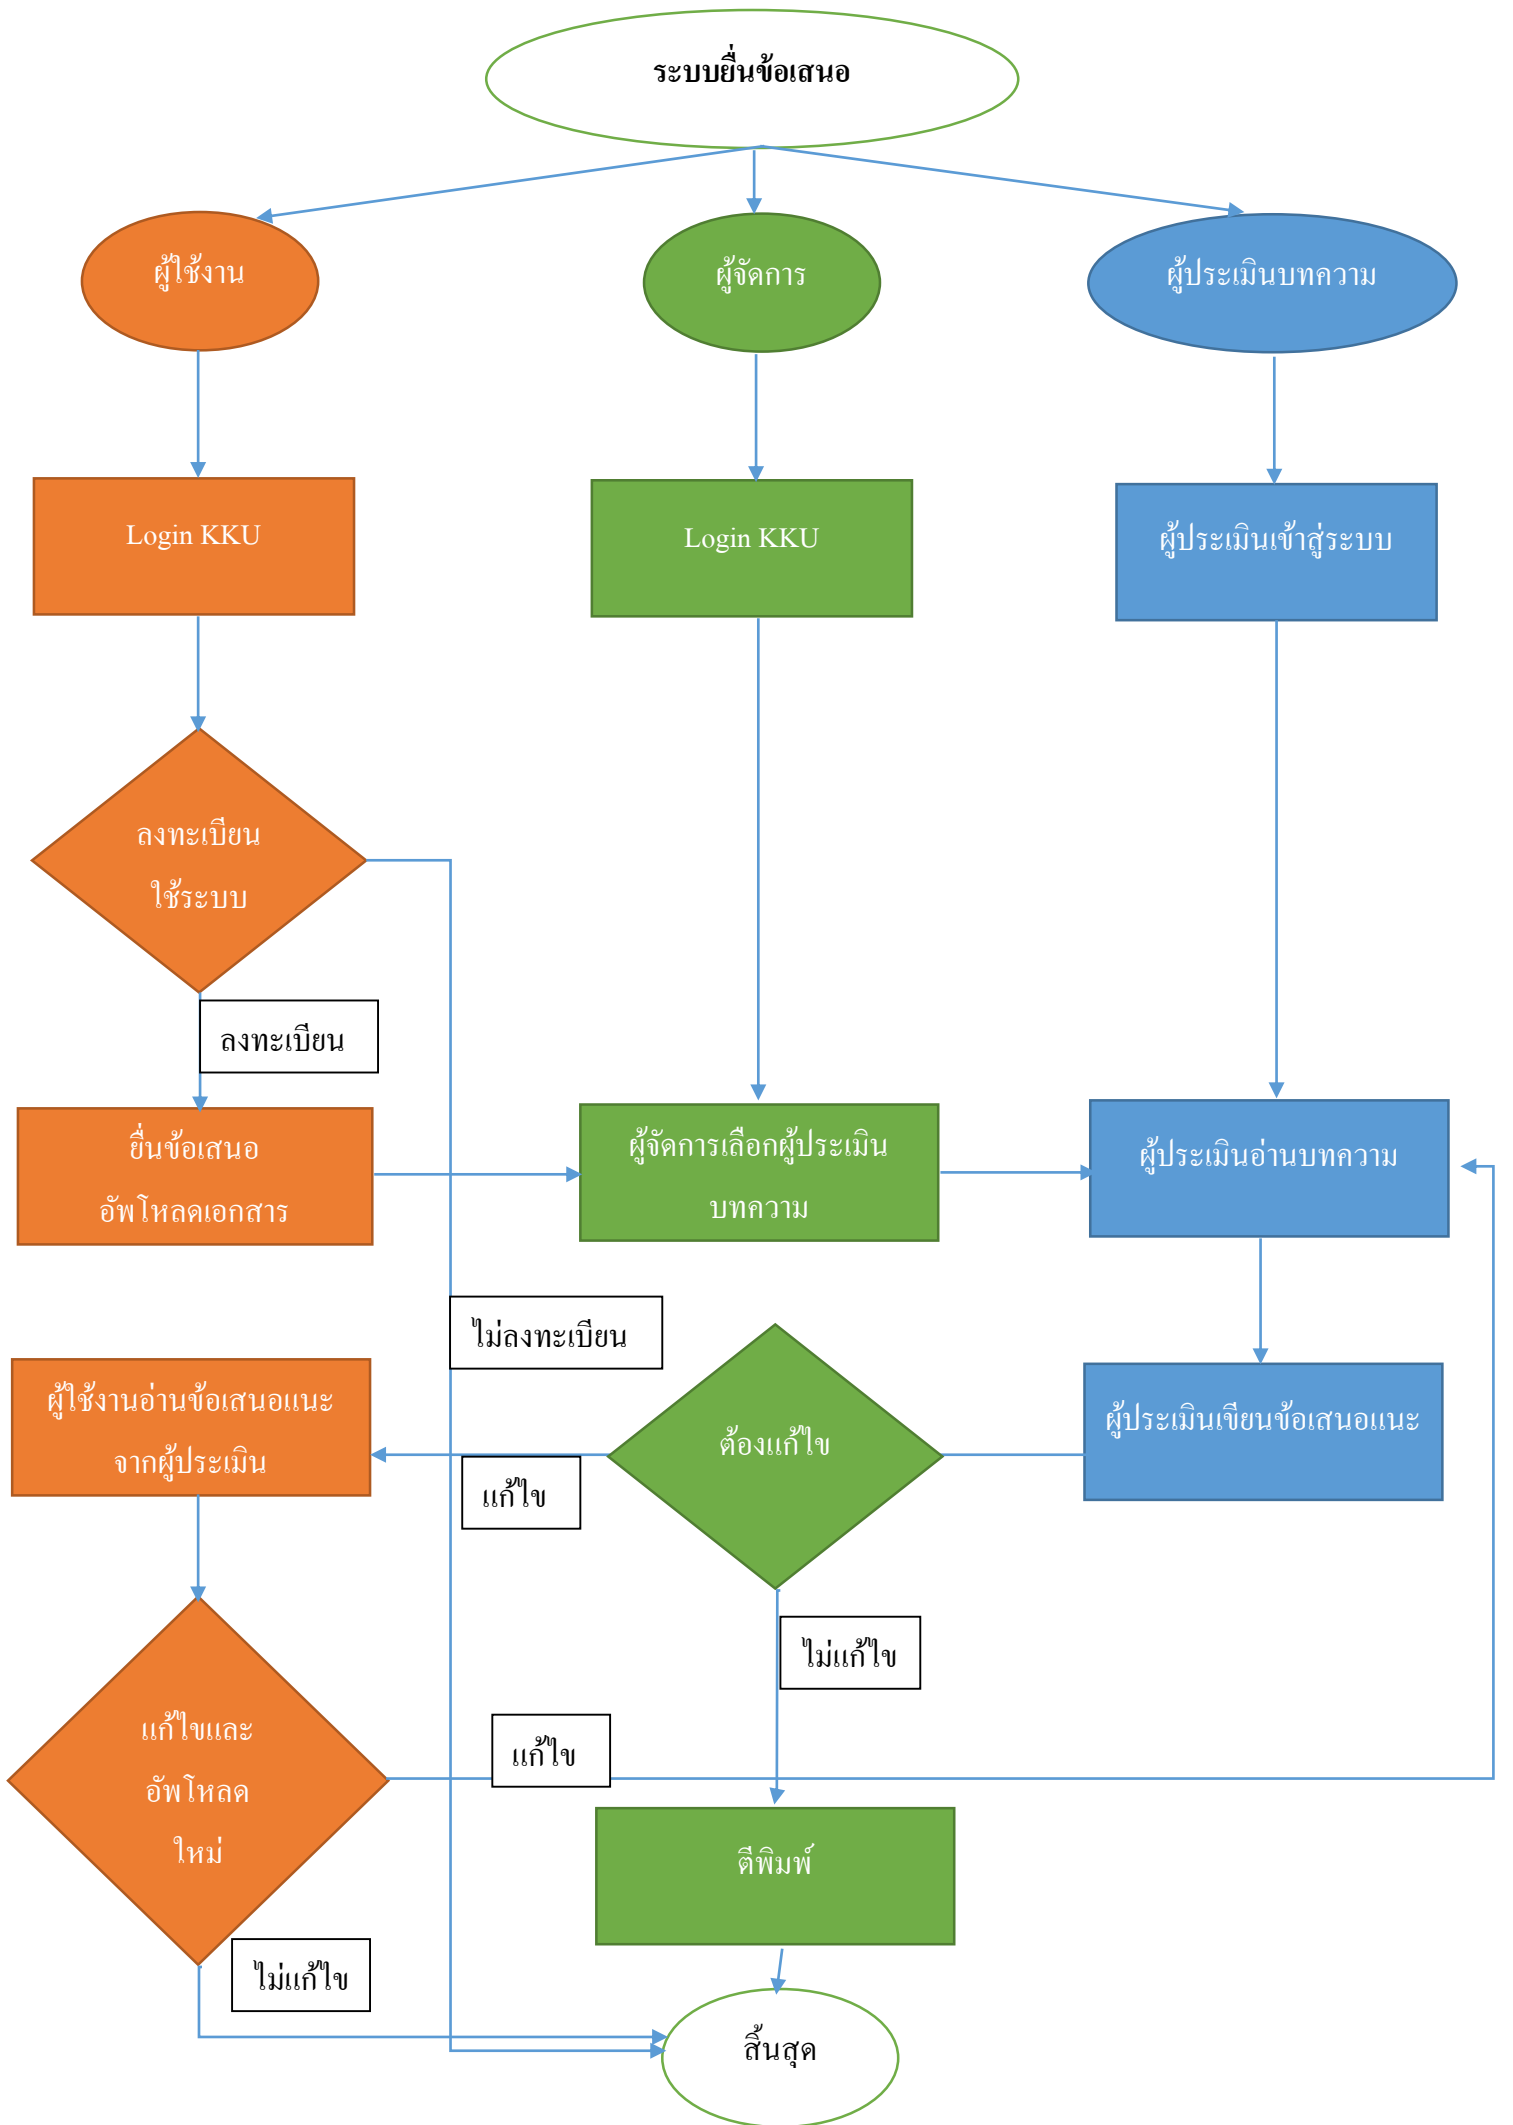 ระบบยื่นข้อเสนอ
ผู้ใช้งาน
ผู้จัดการ
ผู้ประเมินบทความ
Login KKU
Login KKU
ผู้ประเมินเข้าสู่ระบบ
ลงทะเบียน
ใช้ระบบ
ลงทะเบียน
ยื่นข้อเสนอ
อัพโหลดเอกสาร
ผู้จัดการเลือกผู้ประเมิน
บทความ
ผู้ประเมินอ่านบทความ
ไม่ลงทะเบียน
ผู้ใช้งานอ่านข้อเสนอแนะ
จากผู้ประเมิน
แก้ไข
ต้องแก้ไข
ผู้ประเมินเขียนข้อเสนอแนะ
ไม่แก้ไข
แก้ไขและ
อัพโหลด
ใหม่
แก้ไข
ตีพิมพ์
ไม่แก้ไข
สิ้นสุด